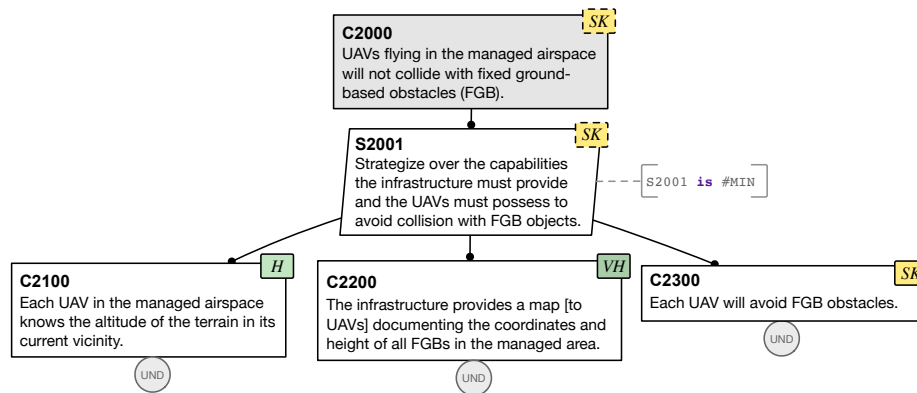 SK
C2000
UAVs flying in the managed airspace
will not collide with fixed ground-
based obstacles (FGB).
SK
S2001
Strategize over the capabilities
the infrastructure must provide
and the UAVs must possess to
avoid collision with FGB objects.
S2001 is #MIN
H
C2100
Each UAV in the managed airspace
knows the altitude of the terrain in its
current vicinity.
UND
VH
C2200
The infrastructure provides a map [to
UAVs] documenting the coordinates and
height of all FGBs in the managed area.
UND
SK
C2300
Each UAV will avoid FGB obstacles.
UND